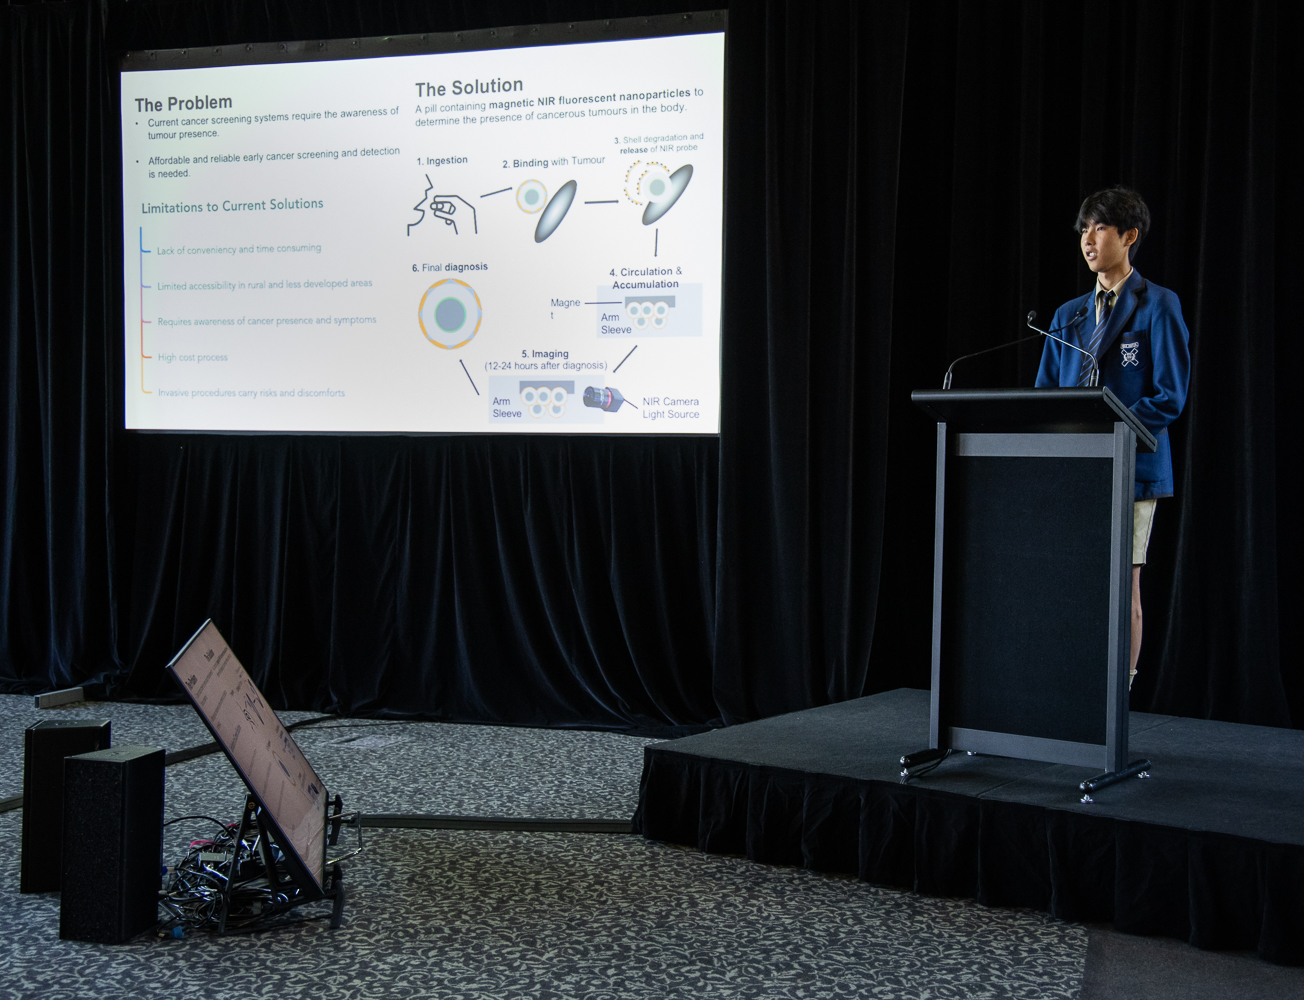 The Problem
• Current cancer screening systems require the awareness of
tumour presence.
• Affordable and reliable early cancer screening and detection
is needed.
Limitations to Current Solutions
Lack of conveniency and time consuming
Limited accessibility in rural and less developed areas
Requires awareness of cancer presence and symptoms
High cost process
Invasive procedures carry risks and discomforts
The Solution
A pill containing magnetic NIR fluorescent nanoparticles to
determine the presence of cancerous tumours in the body.
1. Ingestion
2. Binding with Tumour
3. Shell degradation and
release of NIR probe
4. Circulation &
Accumulation
Magne
t
Arm
Sleeve
5. Imaging
(12-24 hours after diagnosis)
Arm
Sleeve
NIR Camera
Light Source
6. Final diagnosis